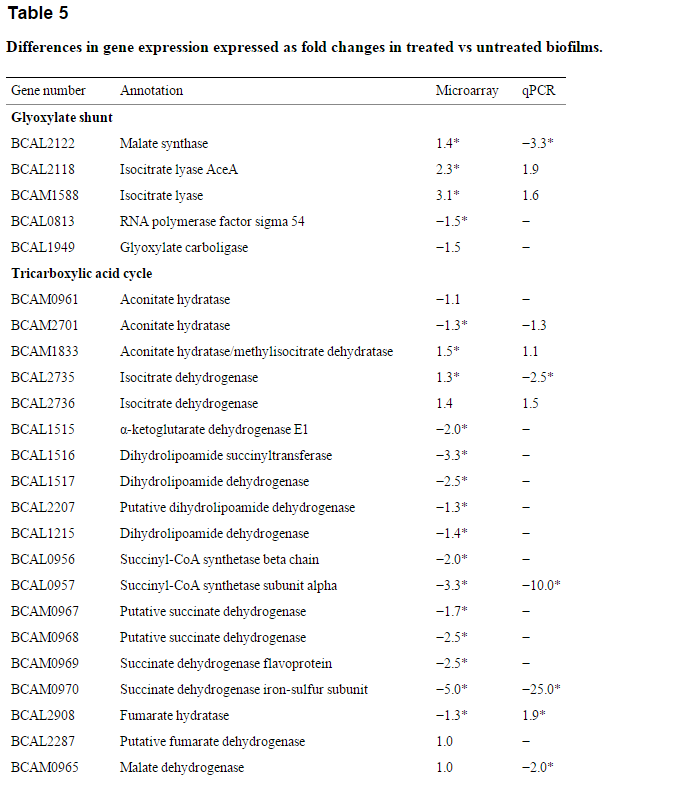 Table 5
Differences in gene expression expressed as fold changes in treated vs untreated biofilms.
Gene number Annotation Microarray qPCR
Glyoxylate shunt
BCAL2122 Malate synthase 1.4* −3.3*
BCAL2118 Isocitrate lyase AceA 2.3* 1.9
BCAM1588 Isocitrate lyase 3.1* 1.6
BCAL0813 RNA polymerase factor sigma 54 −1.5* –
BCAL1949 Glyoxylate carboligase −1.5 –
Tricarboxylic acid cycle
BCAM0961 Aconitate hydratase −1.1 –
BCAM2701 Aconitate hydratase −1.3* −1.3
BCAM1833 Aconitate hydratase/methylisocitrate dehydratase 1.5* 1.1
BCAL2735 Isocitrate dehydrogenase 1.3* −2.5*
BCAL2736 Isocitrate dehydrogenase 1.4 1.5
BCAL1515 α-ketoglutarate dehydrogenase E1 −2.0* –
BCAL1516 Dihydrolipoamide succinyltransferase −3.3* –
BCAL1517 Dihydrolipoamide dehydrogenase −2.5* –
BCAL2207 Putative dihydrolipoamide dehydrogenase −1.3* –
BCAL1215 Dihydrolipoamide dehydrogenase −1.4* –
BCAL0956 Succinyl-CoA synthetase beta chain −2.0* –
BCAL0957 Succinyl-CoA synthetase subunit alpha −3.3* −10.0*
BCAM0967 Putative succinate dehydrogenase −1.7* –
BCAM0968 Putative succinate dehydrogenase −2.5* –
BCAM0969 Succinate dehydrogenase flavoprotein −2.5* –
BCAM0970 Succinate dehydrogenase iron-sulfur subunit −5.0* −25.0*
BCAL2908 Fumarate hydratase −1.3* 1.9*
BCAL2287 Putative fumarate dehydrogenase 1.0 –
BCAM0965 Malate dehydrogenase 1.0 −2.0*